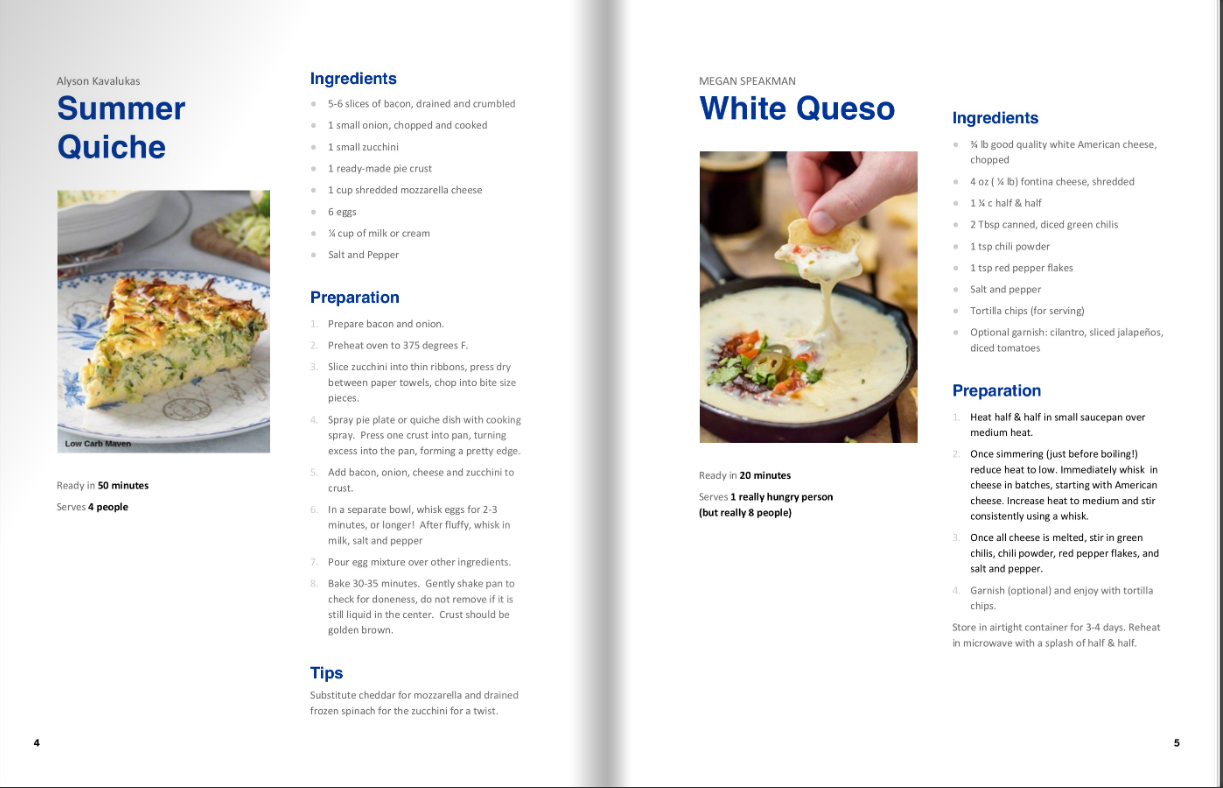 Alyson Kavalukas
Summer
Quiche
Low Carb Maven
Ready in 50 minutes
Serves 4 people
Ingredients
5-6 slices of bacon, drained and crumbled
1 small onion, chopped and cooked
1 small zucchini
1 ready-made pie crust
1 cup shredded mozzarella cheese
6 eggs
¼ cup of milk or cream
Salt and Pepper
Preparation
1. Prepare bacon and onion.
2. Preheat oven to 375 degrees F.
3. Slice zucchini into thin ribbons, press dry
between paper towels, chop into bite size
pieces.
4. Spray pie plate or quiche dish with cooking
spray. Press one crust into pan, turning
excess into the pan, forming a pretty edge.
5. Add bacon, onion, cheese and zucchini to
crust.
6. In a separate bowl, whisk eggs for 2-3
minutes, or longer! After fluffy, whisk in
milk, salt and pepper
7. Pour egg mixture over other ingredients.
8. Bake 30-35 minutes. Gently shake pan to
check for doneness, do not remove if it is
still liquid in the center. Crust should be
golden brown.
Tips
Substitute cheddar for mozzarella and drained
frozen spinach for the zucchini for a twist.
4
MEGAN SPEAKMAN
White Queso
Ready in 20 minutes
Serves 1 really hungry person
(but really 8 people)
Ingredients
¾ lb good quality white American cheese,
chopped
4 oz ( ¼ lb) fontina cheese, shredded
1 ¼ c half & half
2 Tbsp canned, diced green chilis
1 tsp chili powder
1 tsp red pepper flakes
Salt and pepper
Tortilla chips (for serving)
Optional garnish: cilantro, sliced jalapeños,
diced tomatoes
Preparation
1. Heat half & half in small saucepan over
medium heat.
2. Once simmering (just before boiling!)
reduce heat to low. Immediately whisk in
cheese in batches, starting with American
cheese. Increase heat to medium and stir
consistently using a whisk.
3. Once all cheese is melted, stir in green
chilis, chili powder, red pepper flakes, and
salt and pepper.
4. Garnish (optional) and enjoy with tortilla
chips.
Store in airtight container for 3-4 days. Reheat
in microwave with a splash of half & half.
5